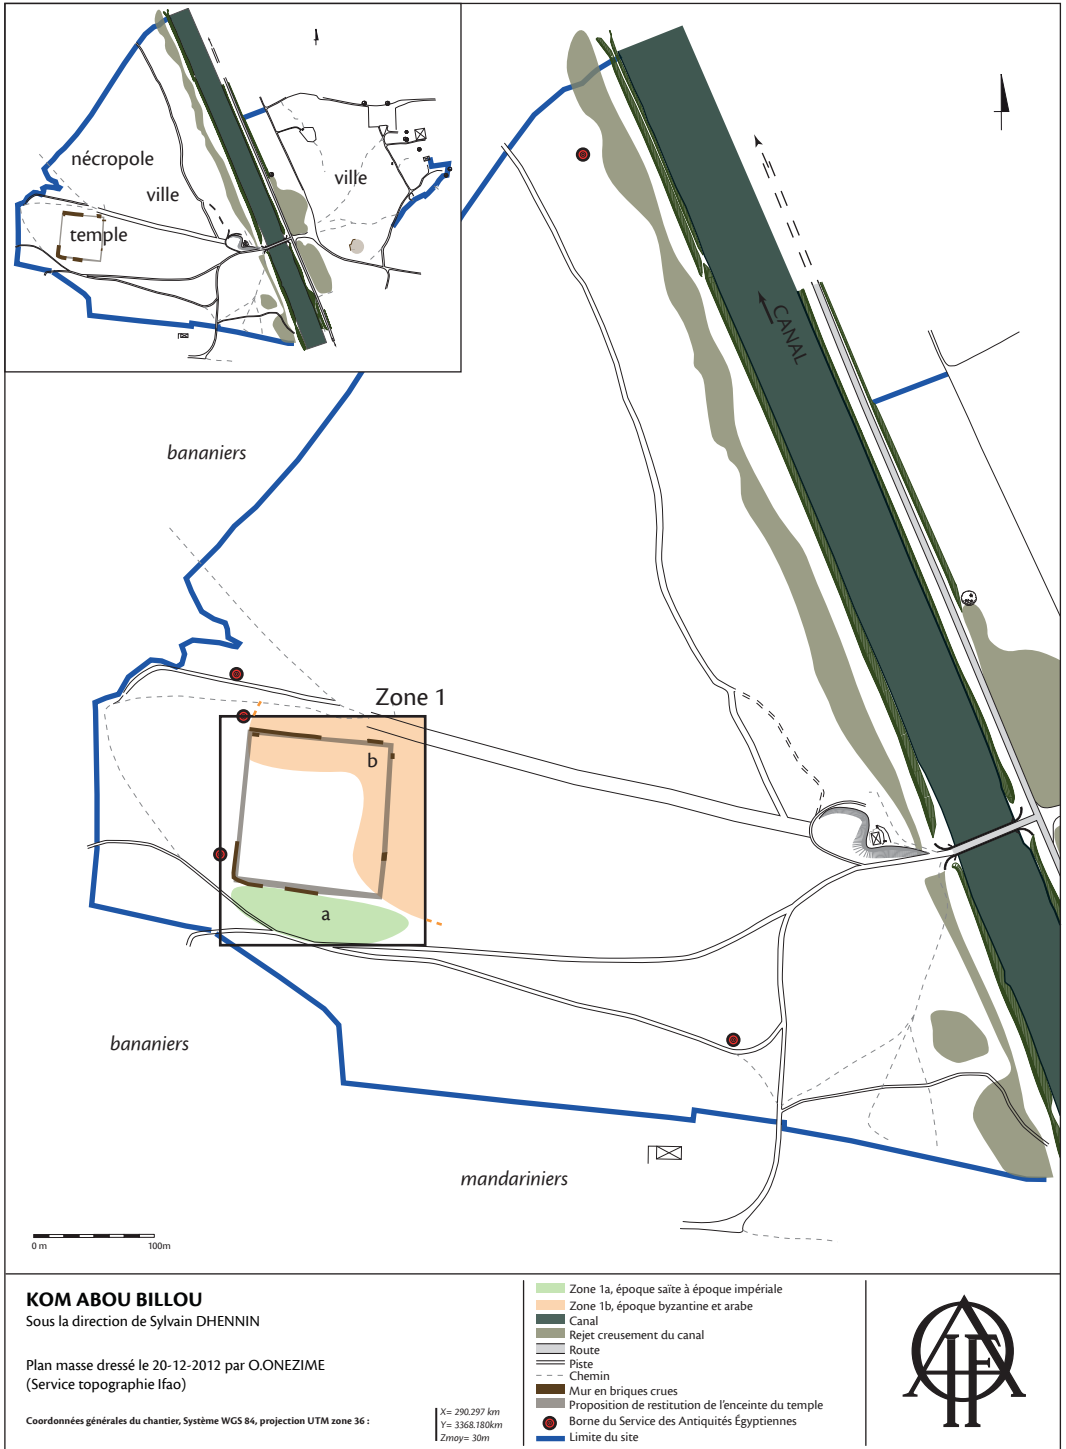 nécropole
ville
ville
temple
CANAL
bananiers
Zone 1
b
a
bananiers
mandariniers
0 m
100m
KOM ABOU BILLOU
Sous la direction de Sylvain DHENNIN
Plan masse dressé le 20-12-2012 par O.ONEZIME
(Service topographie Ifao)
Coordonnées générales du chantier, Système WGS 84, projection UTM zone 36 :
X= 290.297 km
Y= 3368.180km
Zmoy= 30m
Zone 1a, époque saïte à époque impériale
Zone 1b, époque byzantine et arabe
Canal
Rejet creusement du canal
Route
Piste
Chemin
Mur en briques crues
Proposition de restitution de l'enceinte du temple
Borne du Service des Antiquités Égyptiennes
Limite du site